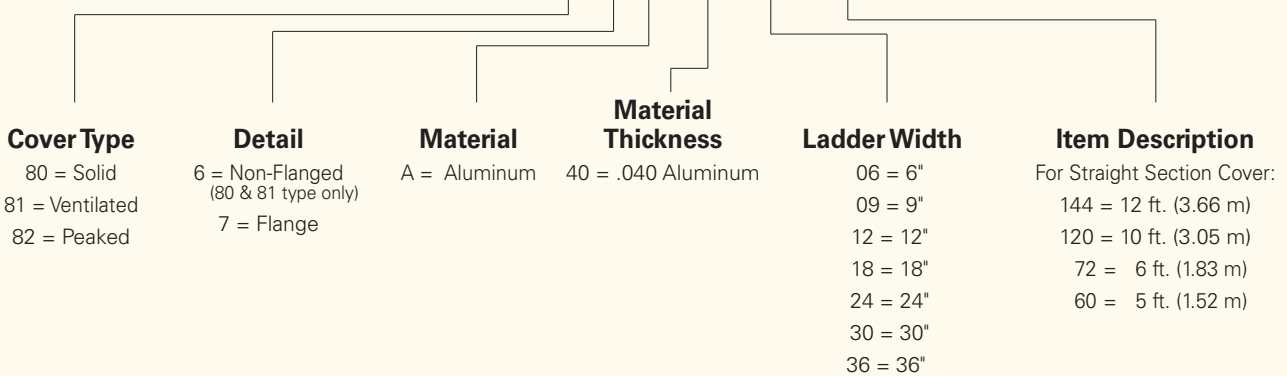 Cover Type
80 = Solid
81 = Ventilated
82 = Peaked
Detail
6 = Non-Flanged
(80 & 81 type only)
7 = Flange
Material
A = Aluminum
Material
Thickness
40 = .040 Aluminum
Ladder Width
06 = 6"
09 = 9"
12 = 12"
18 = 18"
24 = 24"
30 = 30"
36 = 36"
Item Description
For Straight Section Cover:
144 = 12 ft. (3.66 m)
120 = 10 ft. (3.05 m)
72 = 6 ft. (1.83 m)
60 = 5 ft. (1.52 m)